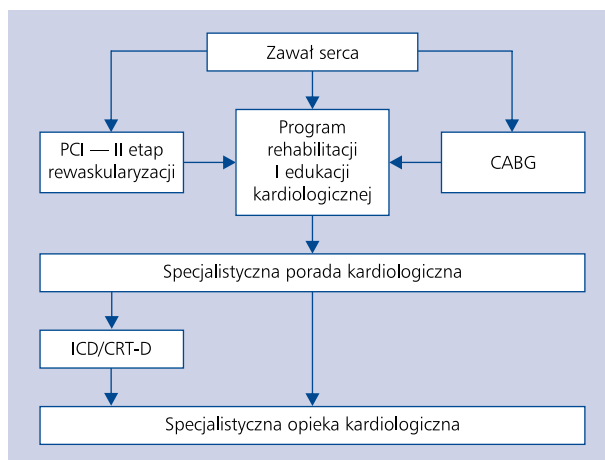 Zawał serca
PCI — II etap
rewaskularyzacji
Program
rehabilitacji
I edukacji
kardiologicznej
CABG
Specjalistyczna porada kardiologiczna
ICD/CRT-D
Specjalistyczna opieka kardiologiczna